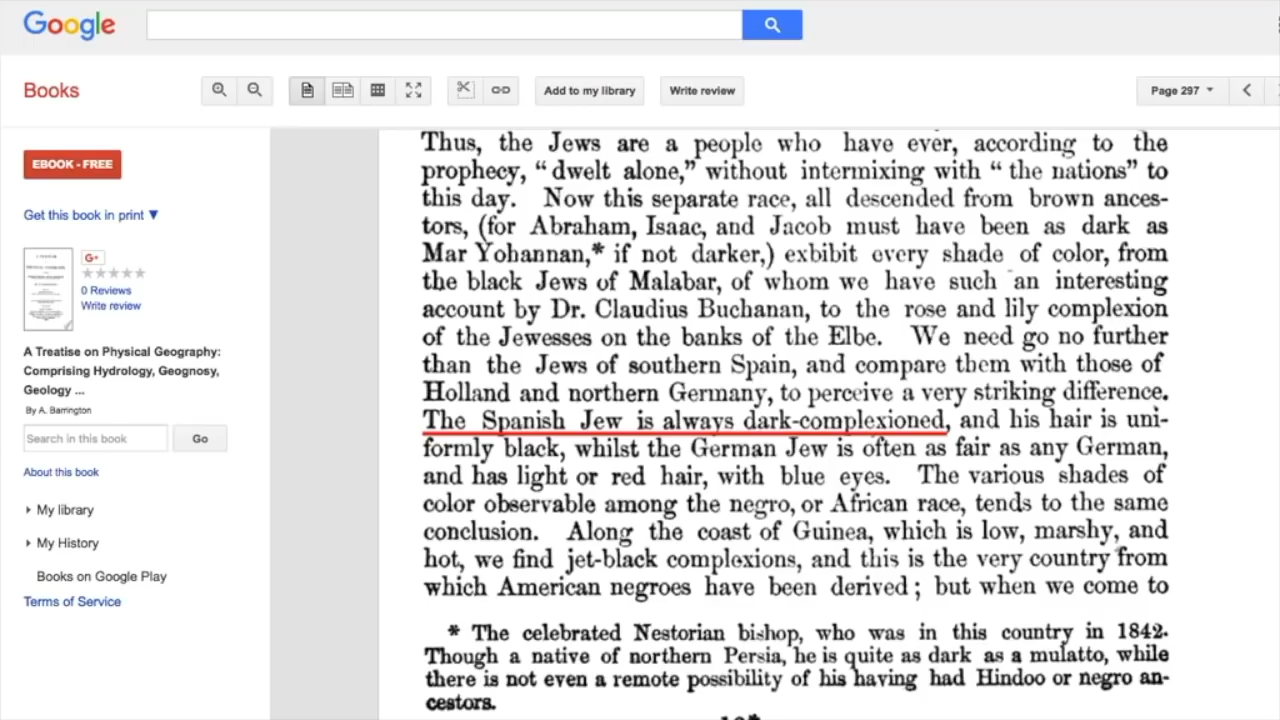 Google
Books
Add to my library
Write review
Page 297
EBOOK - FREE
Get this book in print ▼
G+
0 Reviews
Write review
A Treatise on Physical Geography:
Comprising Hydrology, Geognosy,
Geology ...
By A. Barrington
Search in this book
Go
About this book
My library
My History
Books on Google Play
Terms of Service
Thus, the Jews are a people who have ever, according to the
prophecy, “dwelt alone,” without intermixing with “ the nations” to
this day. Now this separate race, all descended from brown ances-
tors, (for Abraham, Isaac, and Jacob must have been as dark as
Mar Yohannan,* if not darker,) exhibit every shade of color, from
the black Jews of Malabar, of whom we have such an interesting
account by Dr. Claudius Buchanan, to the rose and lily complexion
of the Jewesses on the banks of the Elbe. We need go no further
than the Jews of southern Spain, and compare them with those of
Holland and northern Germany, to perceive a very striking difference.
The Spanish Jew is always dark-complexioned, and his hair is uni-
formly black, whilst the German Jew is often as fair as any German,
and has light or red hair, with blue eyes. The various shades of
color observable among the negro, or African race, tends to the same
conclusion. Along the coast of Guinea, which is low, marshy, and
hot, we find jet-black complexions, and this is the very country from
which American negroes have been derived; but when we come to
* The celebrated Nestorian bishop, who was in this country in 1842.
Though a native of northern Persia, he is quite as dark as a mulatto, while
there is not even a remote possibility of his having had Hindoo or negro an-
cestors.